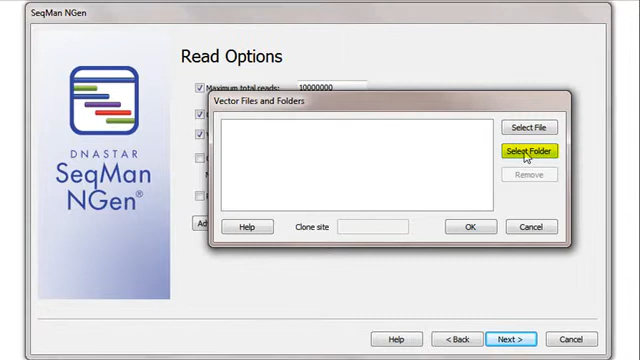 SeqMan NGen
Read Options
Maximum total reads: 10000000
Vector Files and Folders
Select File
Select Folder
Remove
Help
Clone site
OK
Cancel
DNASTAR
SeqMan
NGen®
Help
< Back
Next >
Cancel